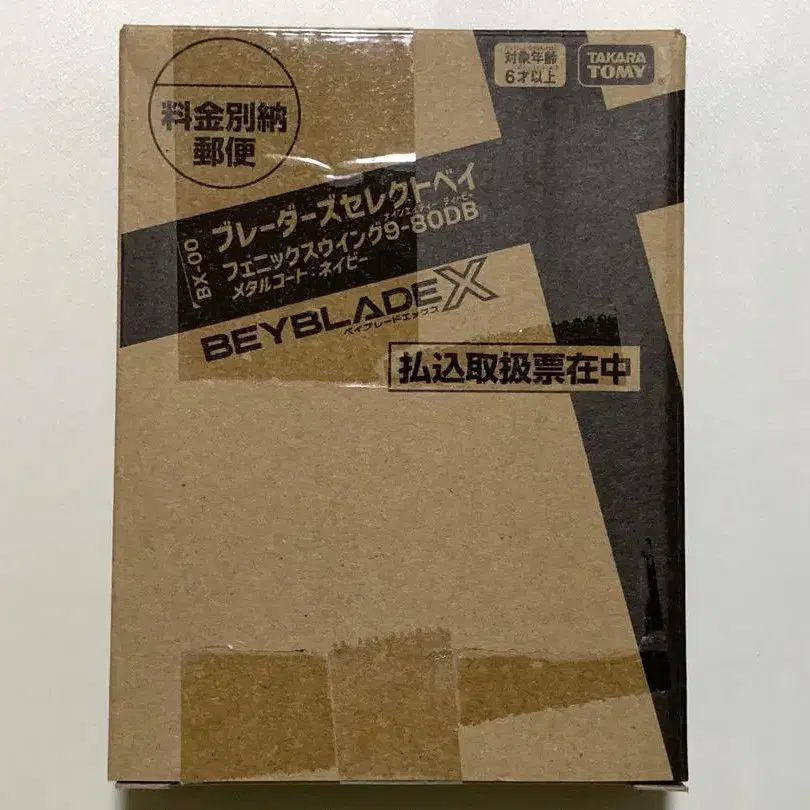 料金別納
郵便
対象年齢
6才以上
TAKARA
TOMY
BX-00
ブレーダーズセレクトベイ
フェニックスウイング9-80DB
メタルコート:ネイビー
BEYBLADE X
ベイブレードエックス
払込取扱票在中